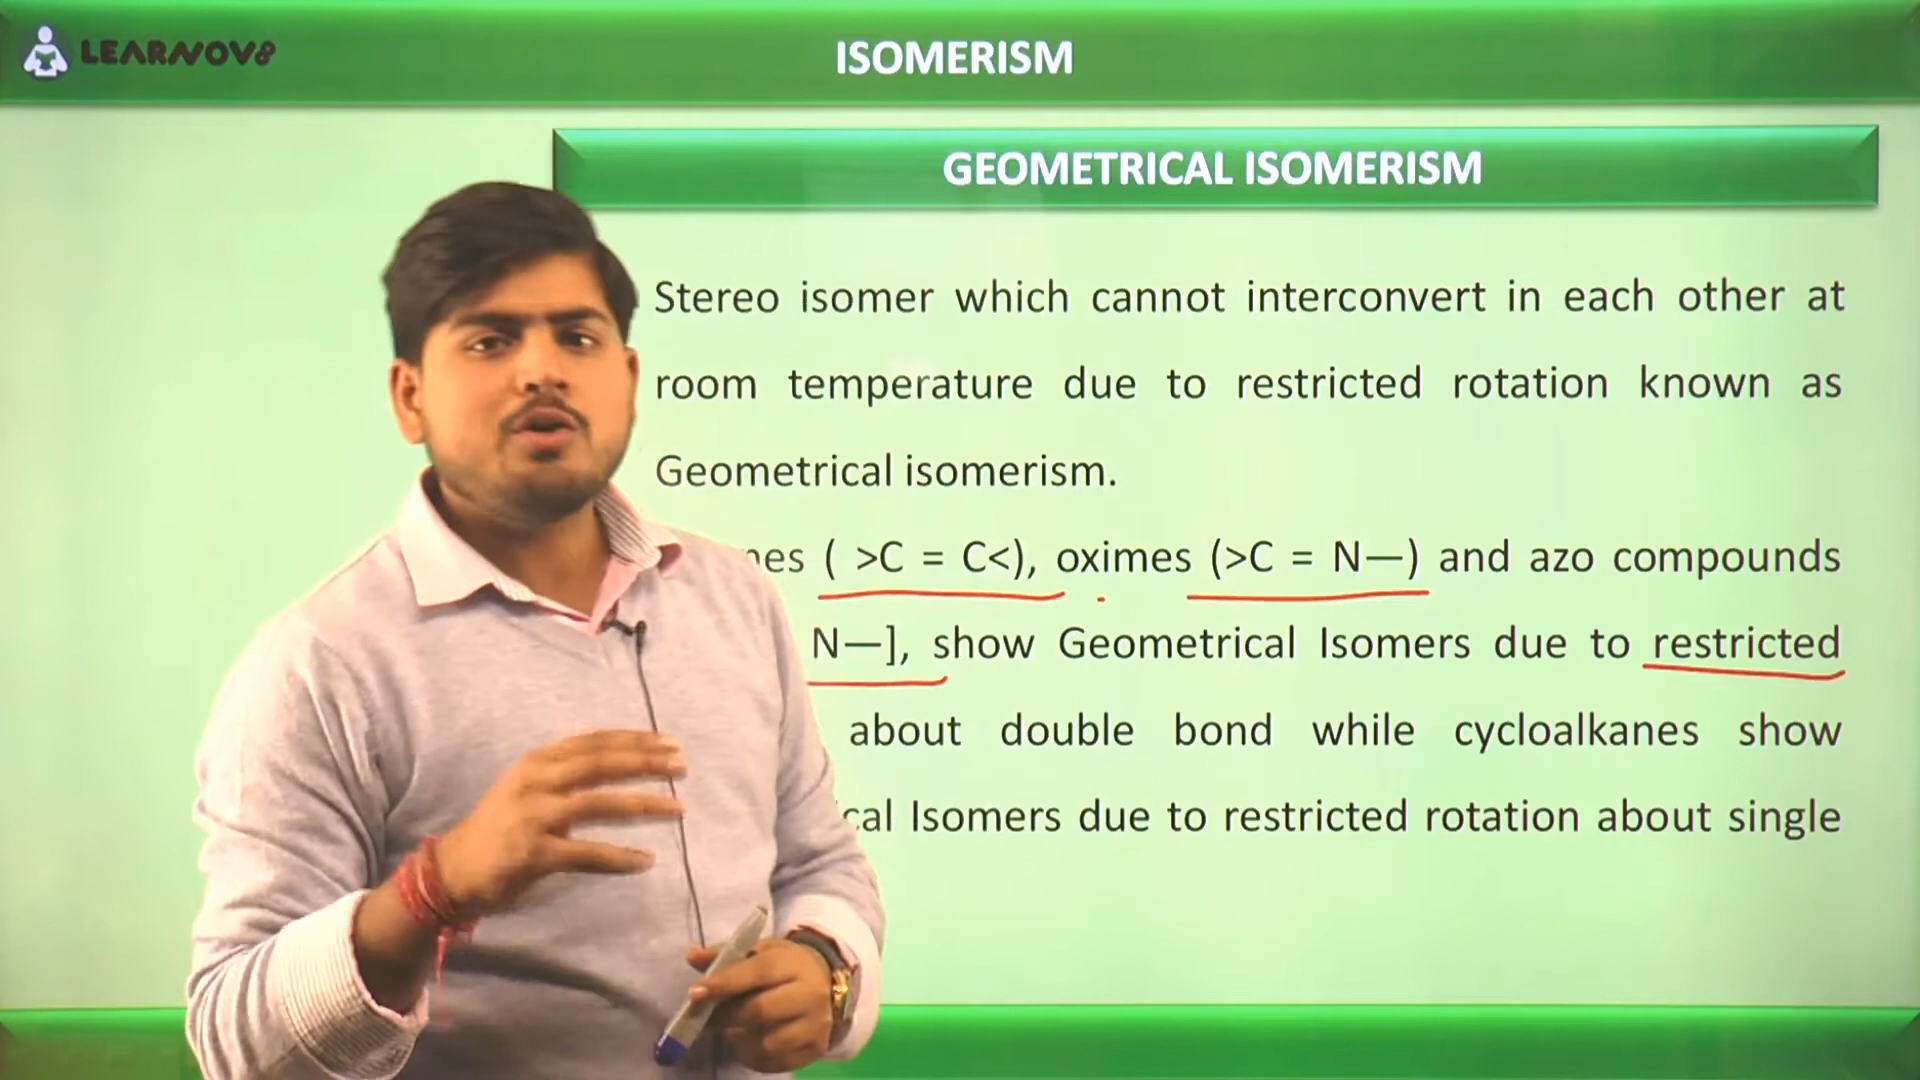 LEARNOV8
ISOMERISM
GEOMETRICAL ISOMERISM
Stereo isomer which cannot interconvert in each other at
room temperature due to restricted rotation known as
Geometrical isomerism.
( >C = C<), oximes (>C = N—) and azo compounds
N—], show Geometrical Isomers due to restricted
about double bond while cycloalkanes show
Isomers due to restricted rotation about single